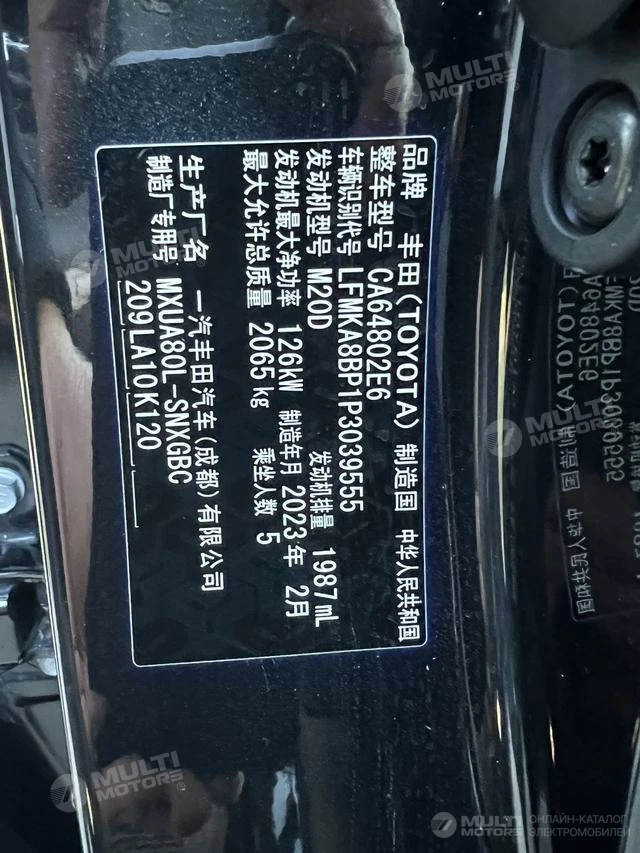 品牌 丰田(TOYOTA) 制造国 中华人民共和国
整车型号 CA64802E6
车辆识别代号 LFMKA8BP1P3039555
发动机型号 M20D 发动机排量 1987 mL
发动机最大净功率 126kW 制造年月 2023年 2月
最大允许总质量 2065 kg 乘坐人数 5
生产厂名 一汽丰田汽车(成都)有限公司
制造厂专用号 MXUA80L-SNXGBC
209LA10K120
MULTI
MOTORS
MULTI
MOTORS
MULTI
MOTORS
MULTI
MOTORS
MULTI
MOTORS
ОНЛАЙН-КАТАЛОГ
ЭЛЕКТРОМОБИЛЕЙ